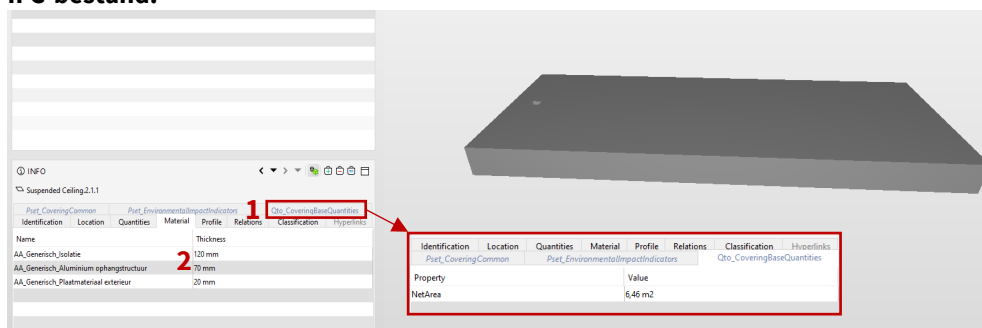 INFO
Suspended Ceiling.2.1.1
1
Pset_CoveringCommon Pset_EnvironmentalImpactIndicators Qto_CoveringBaseQuantities
Identification Location Quantities Material Profile Relations Classification Hyperlinks
Name Thickness
AA_Generisch_Isolatie 120 mm
2
AA_Generisch_Aluminium ophangstructuur 70 mm
AA_Generisch_Plaatmateriaal exterieur 20 mm
Identification Location Quantities Material Profile Relations Classification Hyperlinks
Pset_CoveringCommon Pset_EnvironmentalImpactIndicators Qto_CoveringBaseQuantities
Property Value
NetArea 6,46 m2